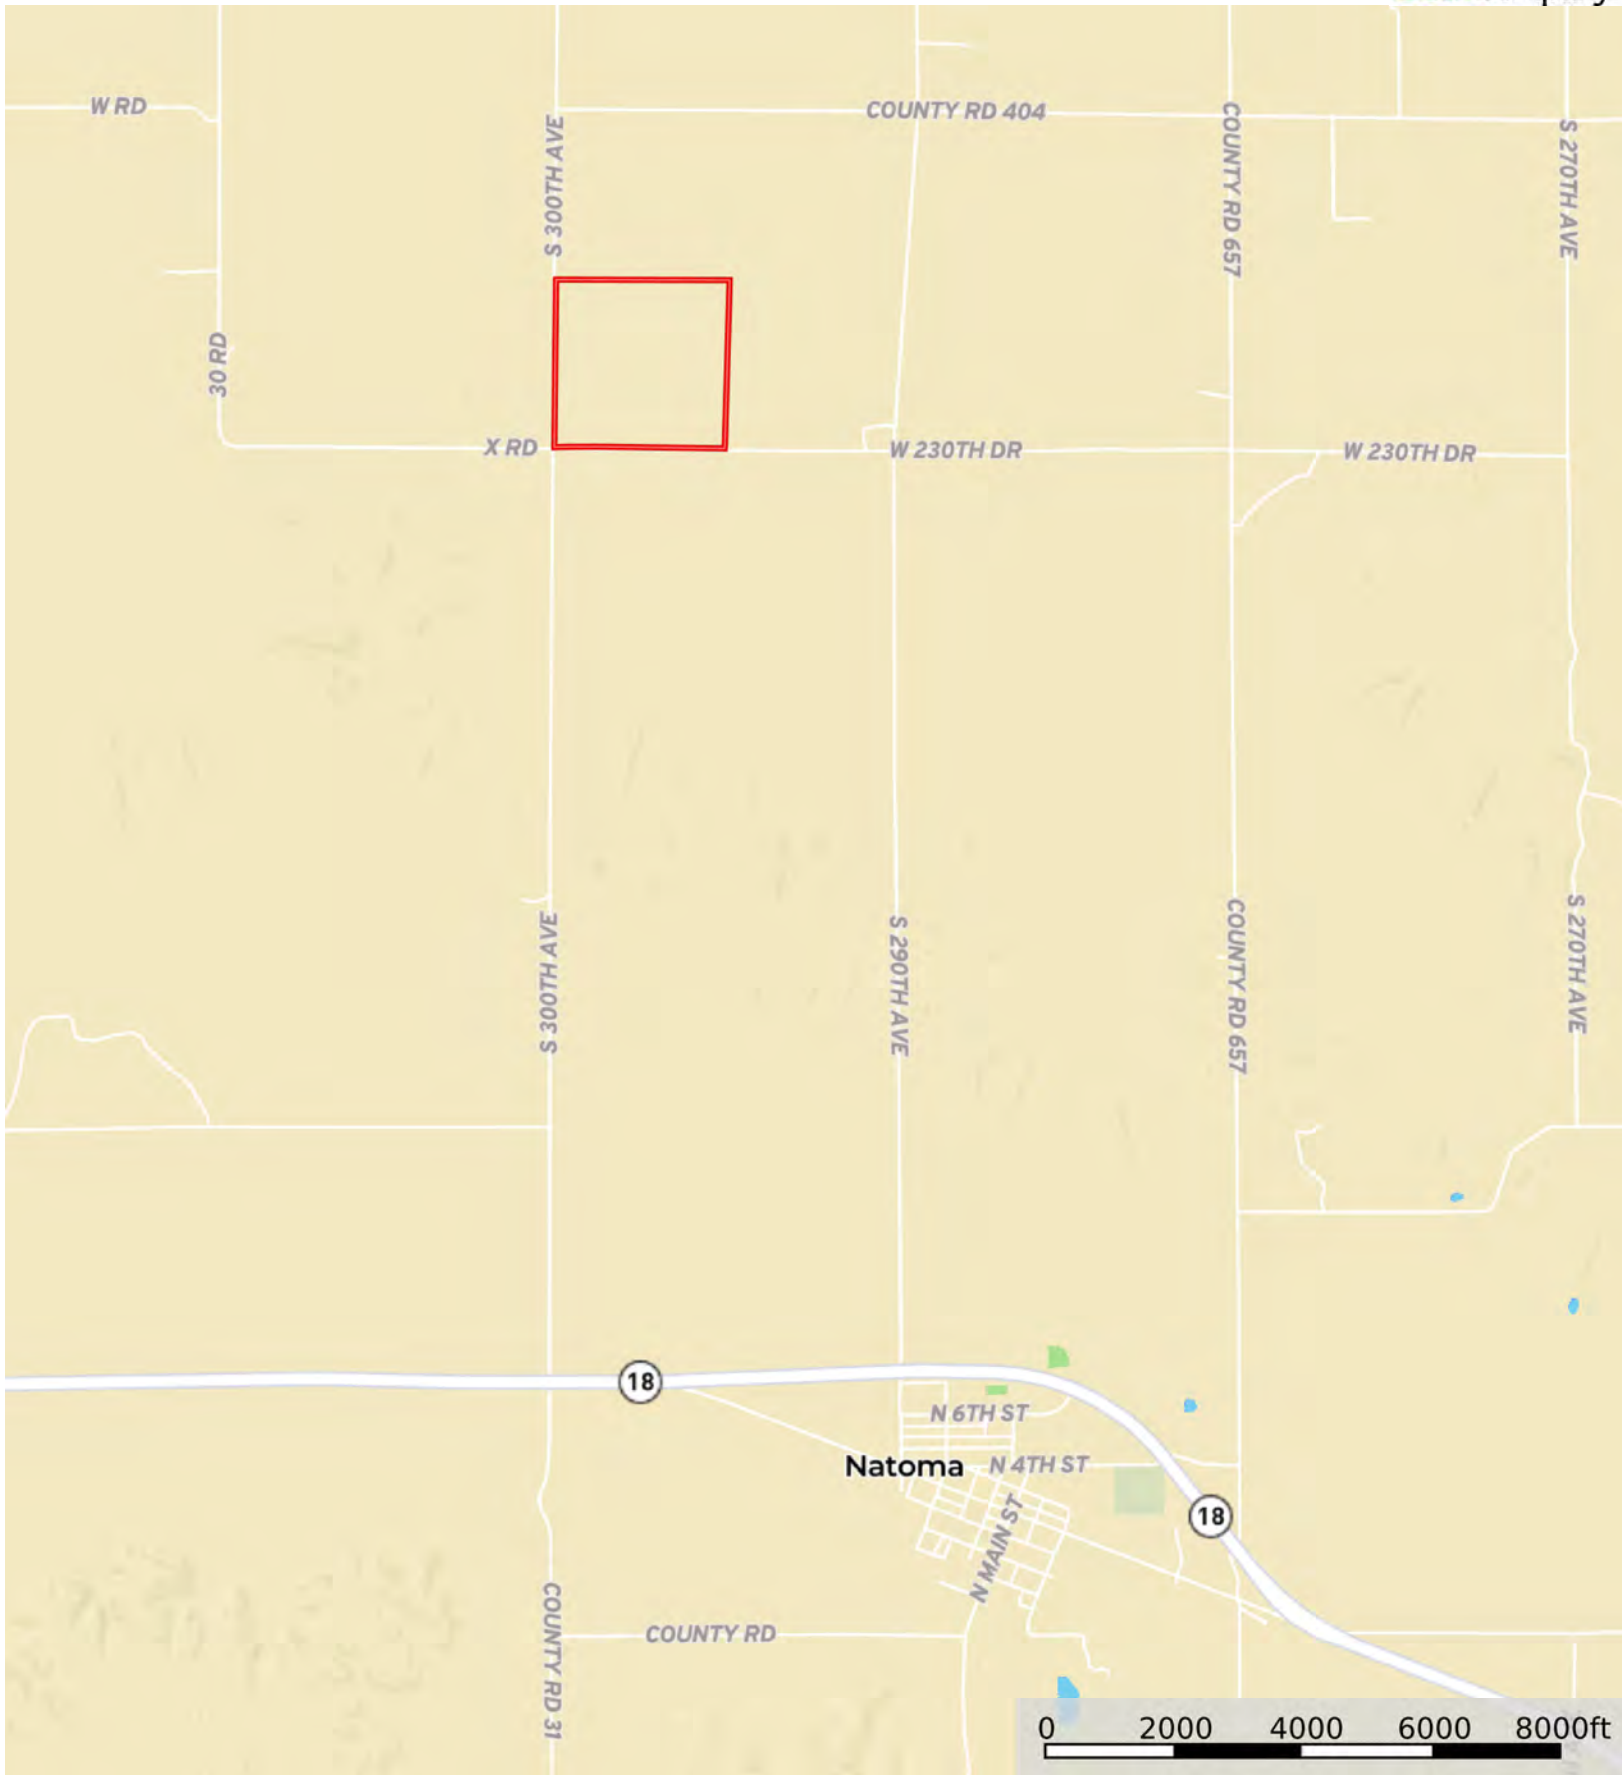 W RD
COUNTY RD 404
S 300TH AVE
COUNTY RD 657
S 270TH AVE
30 RD
X RD
W 230TH DR
W 230TH DR
S 300TH AVE
S 290TH AVE
COUNTY RD 657
S 270TH AVE
18
N 6TH ST
Natoma
N 4TH ST
N MAIN ST
18
COUNTY RD 31
COUNTY RD
0 2000 4000 6000 8000ft